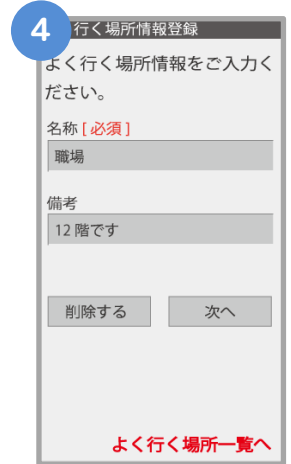 4
行く場所情報登録
よく行く場所情報をご入力く
ださい。
名称 [ 必須 ]
職場
備考
12 階です
削除する
次へ
よく行く場所一覧へ